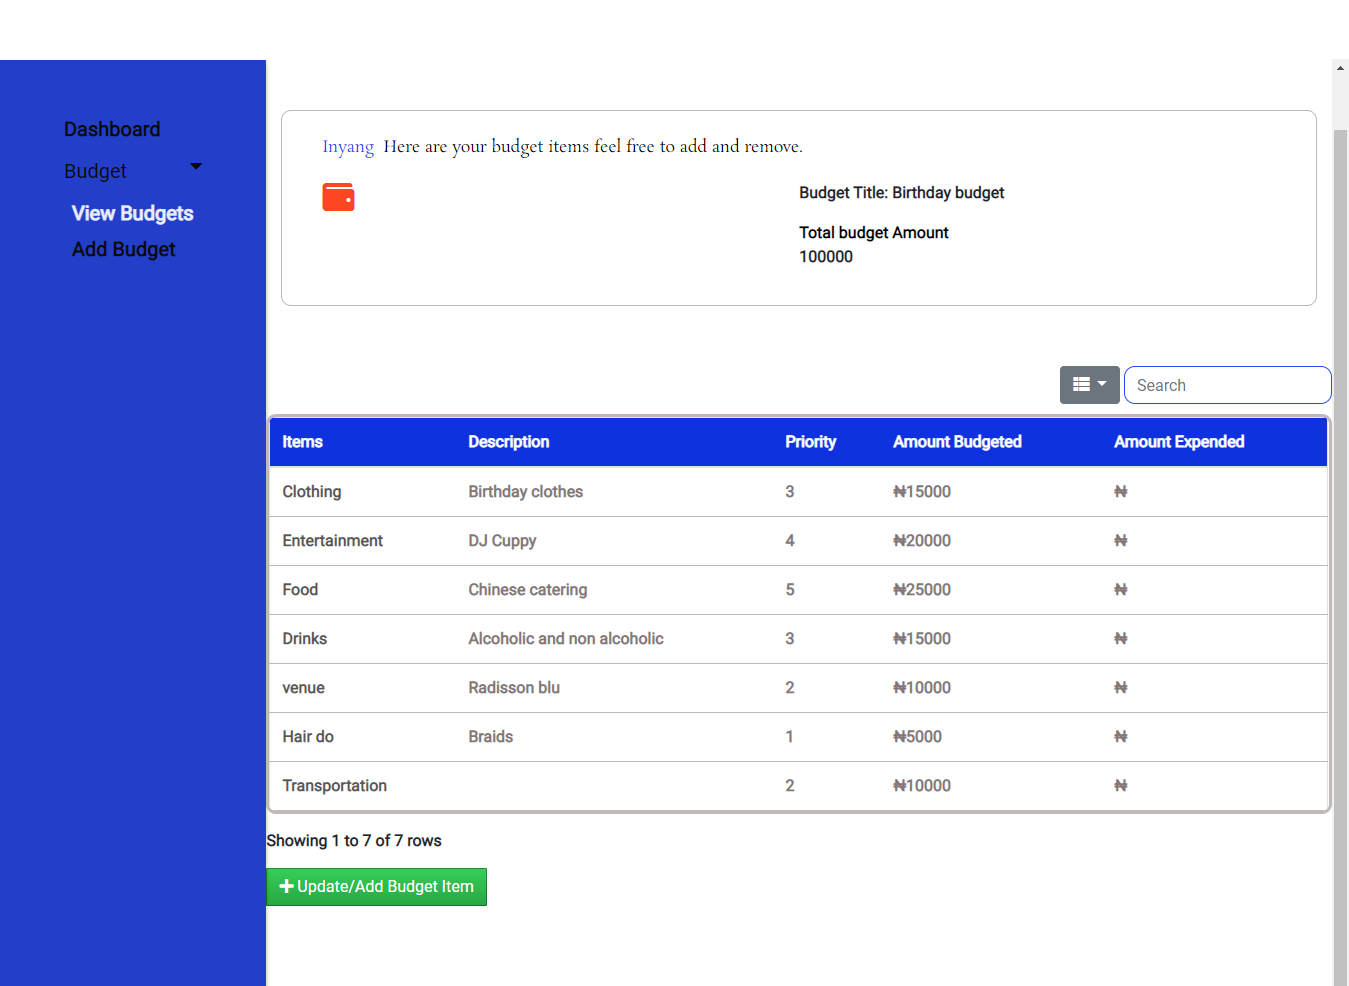 Dashboard
Budget
View Budgets
Add Budget
Inyang Here are your budget items feel free to add and remove.
Budget Title: Birthday budget
Total budget Amount
100000
Search
Items Description Priority Amount Budgeted Amount Expended
Clothing Birthday clothes 3 ₦15000 ₦
Entertainment DJ Cuppy 4 ₦20000 ₦
Food Chinese catering 5 ₦25000 ₦
Drinks Alcoholic and non alcoholic 3 ₦15000 ₦
venue Radisson blu 2 ₦10000 ₦
Hair do Braids 1 ₦5000 ₦
Transportation 2 ₦10000 ₦
Showing 1 to 7 of 7 rows
Update/Add Budget Item